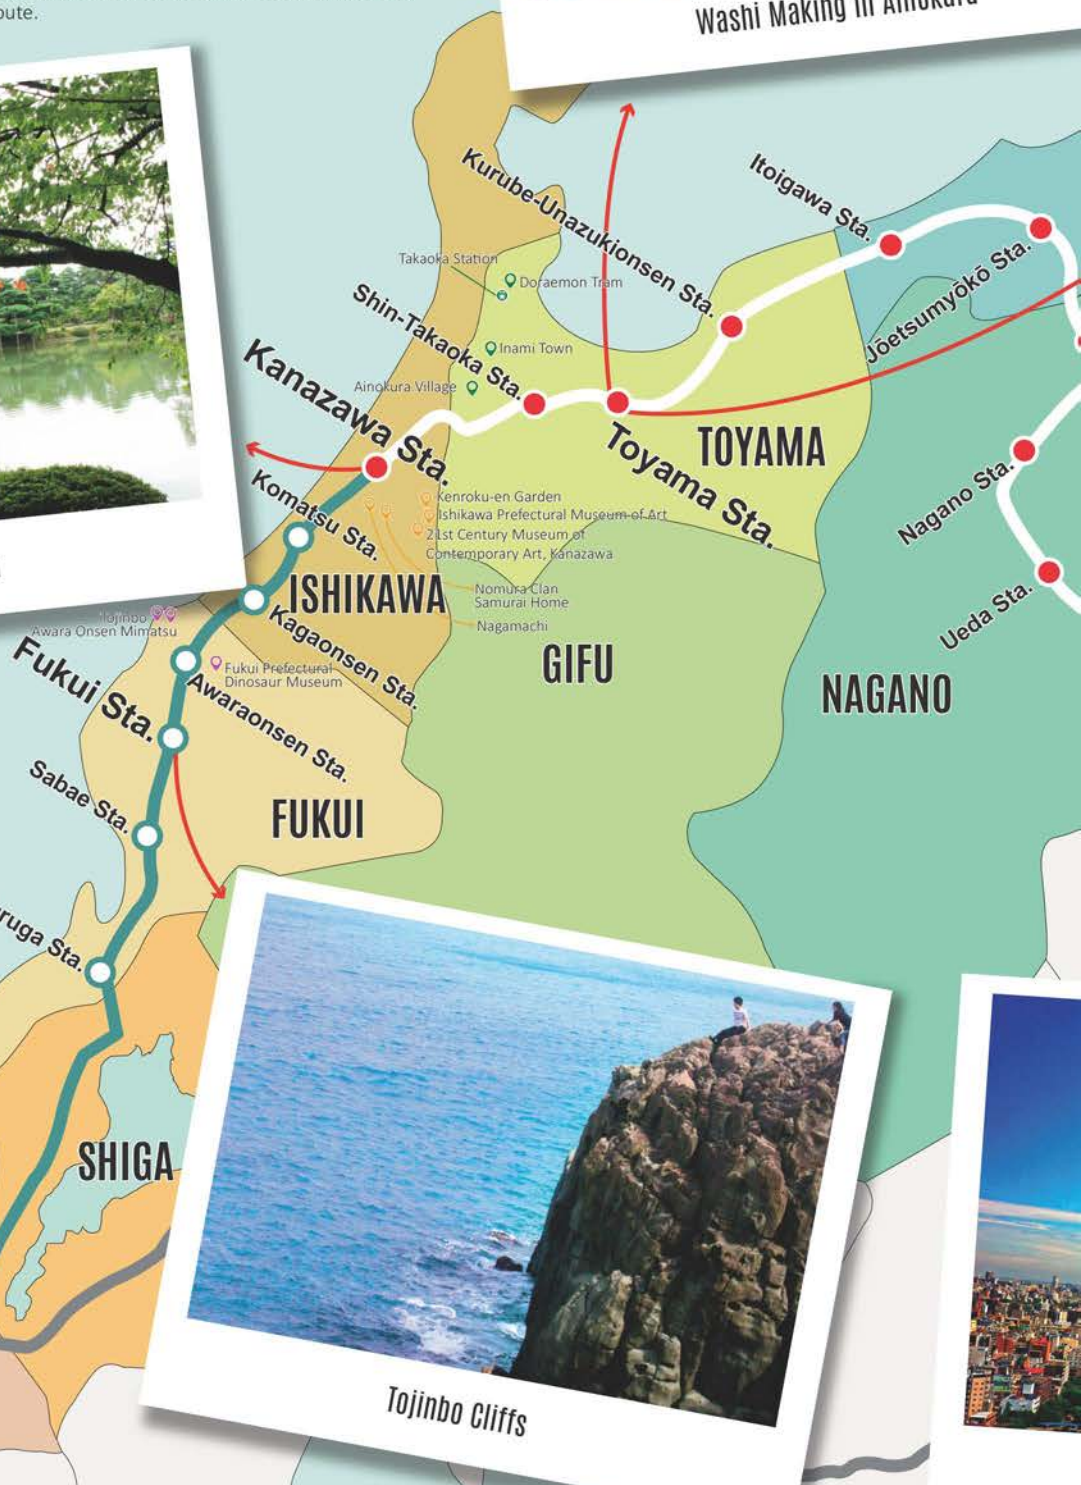 Washi Making in Ainokura
Kurube-Unazukionsen Sta.
Itoigawa Sta.
Takaoka Station
Doraemon Tram
Shin-Takaoka Sta.
Jōetsumyōkō Sta.
Inami Town
Kanazawa Sta.
Ainokura Village
Toyama Sta.
TOYAMA
Nagano Sta.
Komatsu Sta.
Kenroku-en Garden
Ishikawa Prefectural Museum of Art
21st Century Museum of
Contemporary Art, Kanazawa
ISHIKAWA
Nomura Clan
Samurai Home
Ueda Sta.
Tojinbo
Awara Onsen Mimatsu
Kagaonsen Sta.
Nagamachi
Fukui Sta.
Fukui Prefectural
Dinosaur Museum
GIFU
NAGANO
Awaraonsen Sta.
Sabae Sta.
FUKUI
ruga Sta.
SHIGA
Tojinbo Cliffs